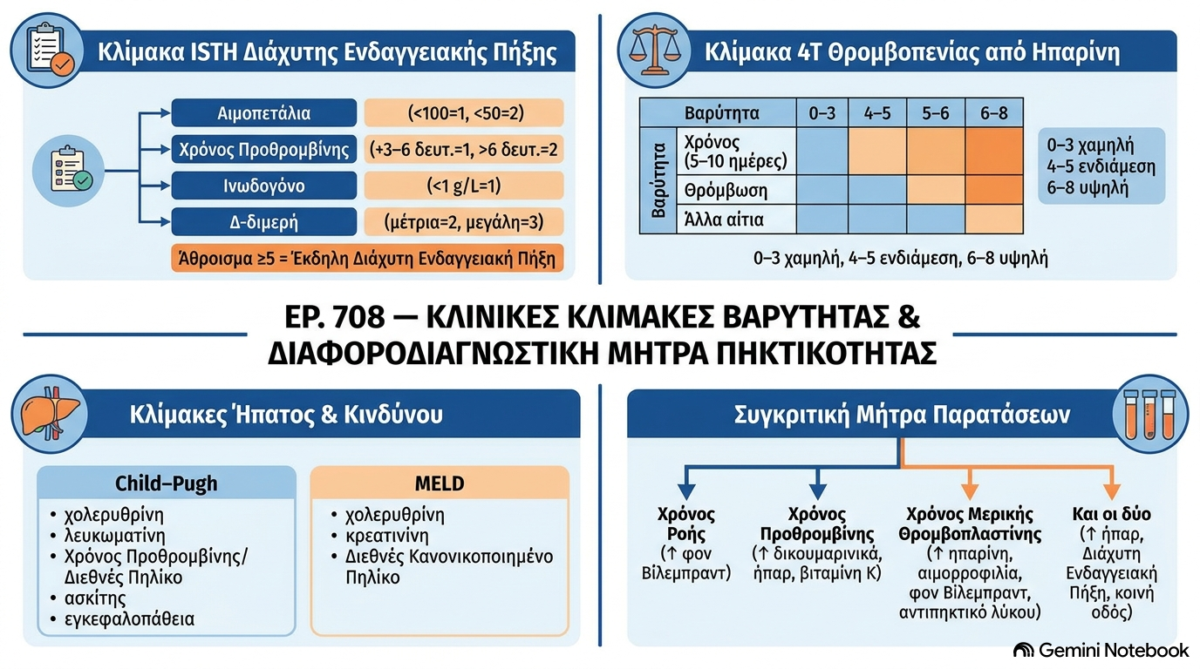 Κλίμακα ISTH Διάχυτης Ενδαγγειακής Πήξης
Αιμοπετάλια
(<100=1, <50=2)
Χρόνος Προθρομβίνης
(+3–6 δευτ.=1, >6 δευτ.=2
Ινωδογόνο
(<1 g/L=1)
Δ-διμερή
(μέτρια=2, μεγάλη=3)
Άθροισμα ≥5 = Έκδηλη Διάχυτη Ενδαγγειακή Πήξη
Κλίμακα 4Τ Θρομβοπενίας από Ηπαρίνη
Βαρύτητα
0–3
4–5
5–6
6–8
Βαρύτητα
Χρόνος
(5–10 ημέρες)
Θρόμβωση
Άλλα αίτια
0–3 χαμηλή
4–5 ενδιάμεση
6–8 υψηλή
0–3 χαμηλή, 4–5 ενδιάμεση, 6–8 υψηλή
EP. 708 — ΚΛΙΝΙΚΕΣ ΚΛΙΜΑΚΕΣ ΒΑΡΥΤΗΤΑΣ &
ΔΙΑΦΟΡΟΔΙΑΓΝΩΣΤΙΚΗ ΜΗΤΡΑ ΠΗΚΤΙΚΟΤΗΤΑΣ
Κλίμακες Ήπατος & Κινδύνου
Child–Pugh
• χολερυθρίνη
• λευκωματίνη
• Χρόνος Προθρομβίνης/
Διεθνές Πηλίκο
• ασκίτης
• εγκεφαλοπάθεια
MELD
• χολερυθρίνη
• κρεατινίνη
• Διεθνές Κανονικοποιημένο
Πηλίκο
Συγκριτική Μήτρα Παρατάσεων
Χρόνος
Ροής
(↑ φον
Βίλεμπραντ)
Χρόνος
Προθρομβίνης
(↑ δικουμαρινικά,
ήπαρ, βιταμίνη Κ)
Χρόνος Μερικής
Θρομβοπλαστίνης
(↑ ηπαρίνη,
αιμορροφιλία,
φον Βίλεμπραντ,
αντιπηκτικό λύκου)
Και οι δύο
(↑ ήπαρ,
Διάχυτη
Ενδαγγειακή
Πήξη, κοινή
οδός)
Gemini Notebook